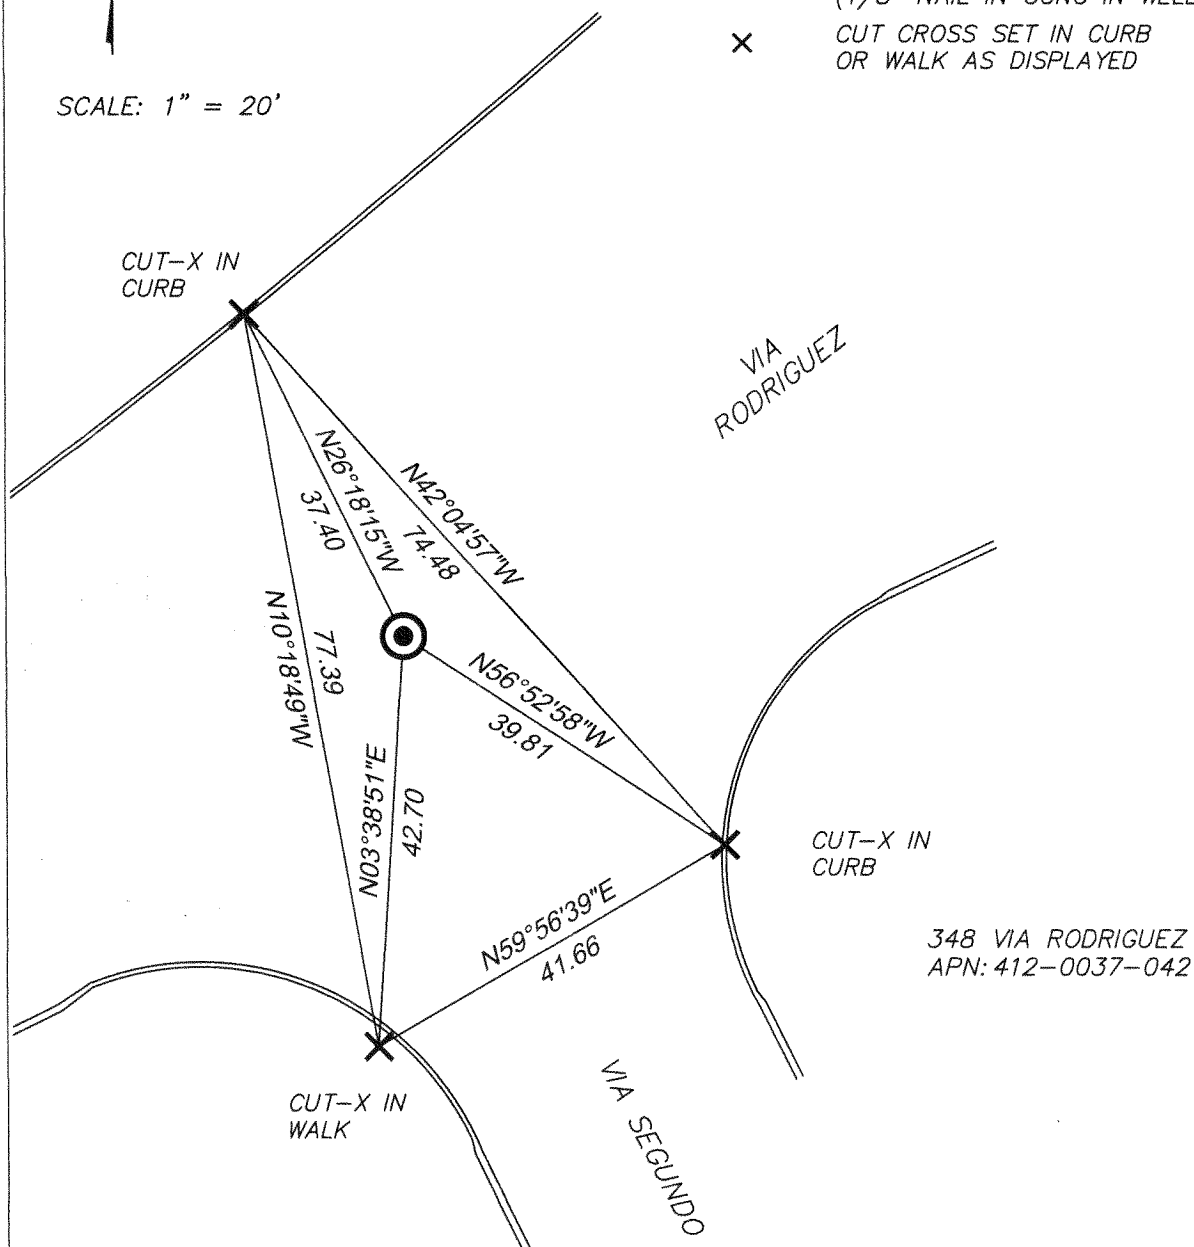 CUT CROSS SET IN CURB
OR WALK AS DISPLAYED
SCALE: 1" = 20'
CUT-X IN
CURB
VIA
RODRIGUEZ
N26°18'15"W
37.40
N42°04'57"W
74.48
N10°18'49"W
77.39
N56°52'58"W
39.81
N03°38'51"E
42.70
CUT-X IN
CURB
N59°56'39"E
41.66
348 VIA RODRIGUEZ
APN: 412-0037-042
CUT-X IN
WALK
VIA SEGUNDO